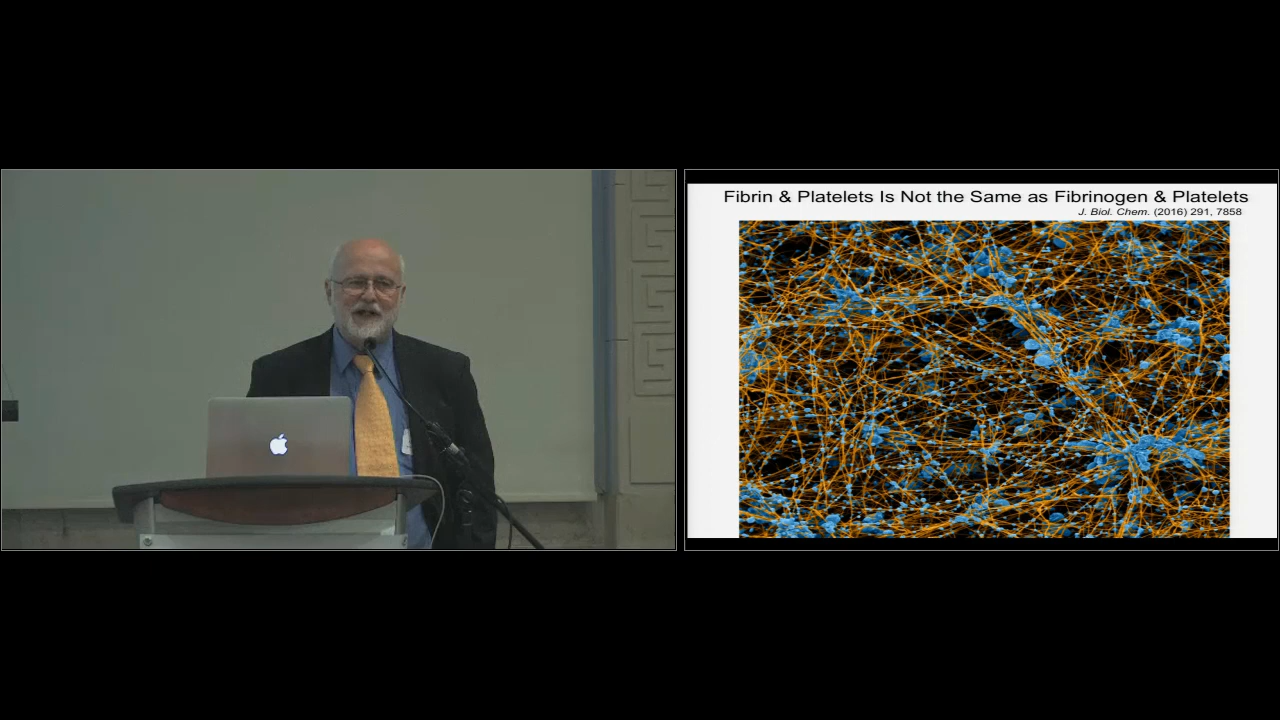 Fibrin & Platelets Is Not the Same as Fibrinogen & Platelets
J. Biol. Chem. (2016) 291, 7858